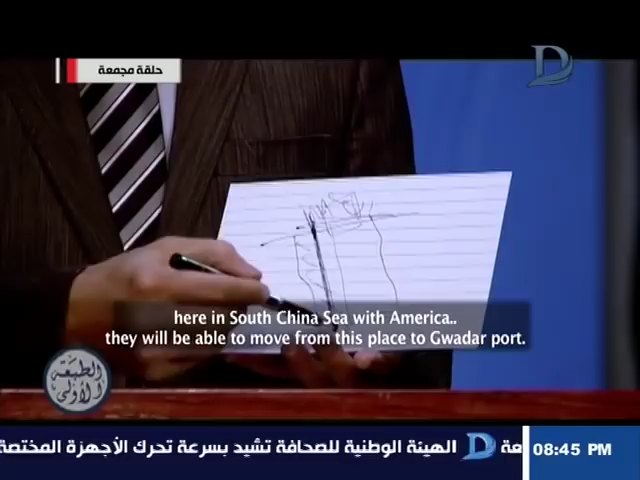 حلقة مجمعة
D
here in South China Sea with America..
they will be able to move from this place to Gwadar port.
الطبعة
الأولى
عة D الهيئة الوطنية للصحافة تشيد بسرعة تحرك الأجهزة المختصة
08:45 PM